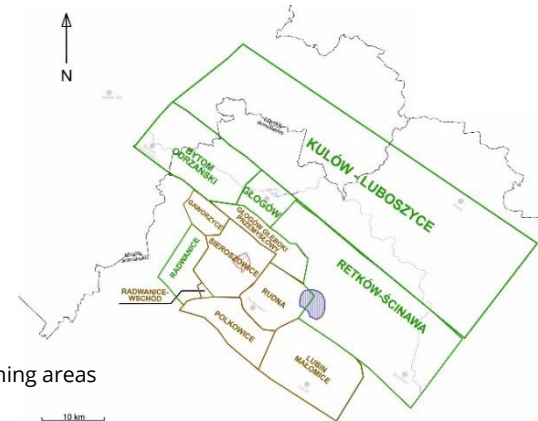 N
KULÓW - LUBOSZYCE
BYTOM
ODRZAŃSKI
GŁOGÓW
GŁOGÓW GŁĘBOKI
PRZEMYSŁOWY
GAWORZYCE
RADWANICE
SIEROSZOWICE
RETKÓW-ŚCINAWA
RADWANICE-
WSCHÓD
RUDNA
POLKOWICE
LUBIN
MAŁOMICE
ning areas
10 km